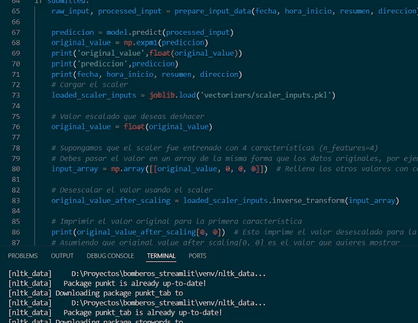 64 if submitted:
65 raw_input, processed_input = prepare_input_data(fecha, hora_inicio, resumen, direccion
66
67 prediccion = model.predict(processed_input)
68 original_value = np.expm1(prediccion)
69 print('original_value',float(original_value))
70 print('prediccion',prediccion)
71 print(fecha, hora_inicio, resumen, direccion)
72 # Cargar el scaler
73 loaded_scaler_inputs = joblib.load('vectorizers/scaler_inputs.pkl')
74
75 # Valor escalado que deseas deshacer
76 original_value = float(original_value)
77
78 # Supongamos que el scaler fue entrenado con 4 características (n_features=4)
79 # Debes pasar el valor en un array de la misma forma que los datos originales, por eje
80 input_array = np.array([[original_value, 0, 0, 0]]) # Rellena los otros valores con c
81
82 # Desescalar el valor usando el scaler
83 original_value_after_scaling = loaded_scaler_inputs.inverse_transform(input_array)
84
85 # Imprimir el valor original para la primera característica
86 print(original_value_after_scaling[0, 0]) # Esto imprime el valor desescalado para la
87 # Asumiendo que original_value_after_scaling[0, 0] es el valor que quieres mostrar
PROBLEMS OUTPUT DEBUG CONSOLE TERMINAL PORTS
[nltk_data] D:\Proyectos\bomberos_streamlit\venv/nltk_data...
[nltk_data] Package punkt is already up-to-date!
[nltk_data] Downloading package punkt_tab to
[nltk_data] D:\Proyectos\bomberos_streamlit\venv/nltk_data...
[nltk_data] Package punkt_tab is already up-to-date!
[nltk_data] Downloading package stopwords to